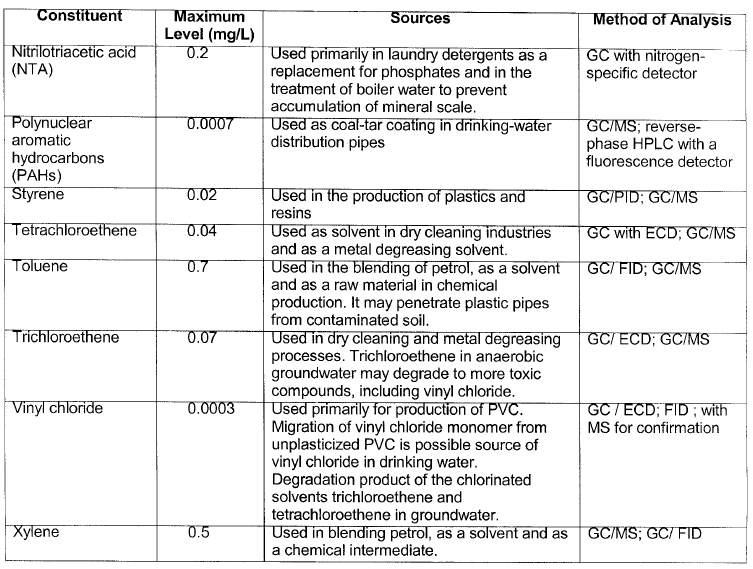 Constituent
Maximum
Level (mg/L)
Sources
Method of Analysis
Nitrilotriacetic acid
(NTA)
0.2
Used primarily in laundry detergents as a
replacement for phosphates and in the
treatment of boiler water to prevent
accumulation of mineral scale.
GC with nitrogen-
specific detector
Polynuclear
aromatic
hydrocarbons
(PAHs)
0.0007
Used as coal-tar coating in drinking-water
distribution pipes
GC/MS; reverse-
phase HPLC with a
fluorescence detector
Styrene
0.02
Used in the production of plastics and
resins
GC/PID; GC/MS
Tetrachloroethene
0.04
Used as solvent in dry cleaning industries
and as a metal degreasing solvent.
GC with ECD; GC/MS
Toluene
0.7
Used in the blending of petrol, as a solvent
and as a raw material in chemical
production. It may penetrate plastic pipes
from contaminated soil.
GC/ FID; GC/MS
Trichloroethene
0.07
Used in dry cleaning and metal degreasing
processes. Trichloroethene in anaerobic
groundwater may degrade to more toxic
compounds, including vinyl chloride.
GC/ ECD; GC/MS
Vinyl chloride
0.0003
Used primarily for production of PVC.
Migration of vinyl chloride monomer from
unplasticized PVC is possible source of
vinyl chloride in drinking water.
Degradation product of the chlorinated
solvents trichloroethene and
tetrachloroethene in groundwater.
GC / ECD; FID ; with
MS for confirmation
Xylene
0.5
Used in blending petrol, as a solvent and as
a chemical intermediate.
GC/MS; GC/ FID